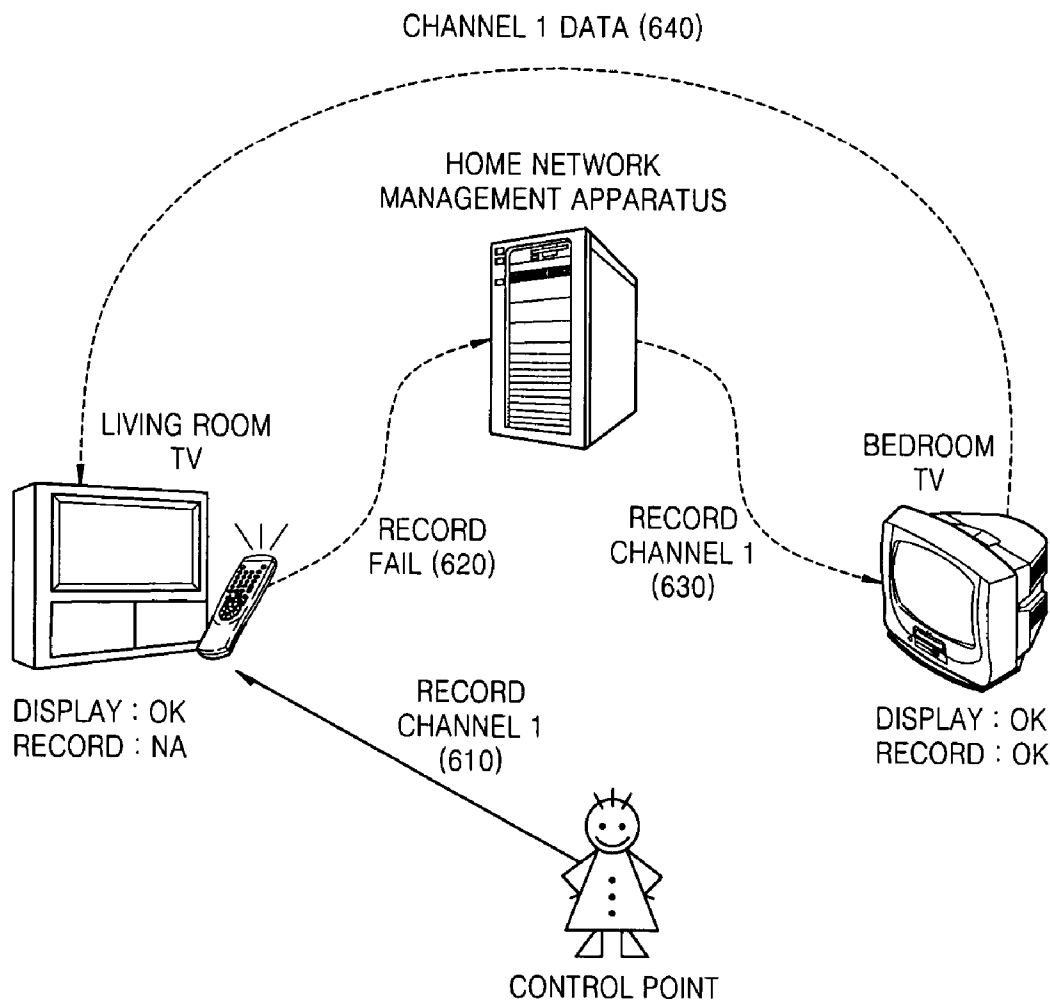 CHANNEL 1 DATA (640)
HOME NETWORK
MANAGEMENT APPARATUS
LIVING ROOM
TV
BEDROOM
TV
RECORD
FAIL (620)
RECORD
CHANNEL 1
(630)
DISPLAY : OK
RECORD : NA
RECORD
CHANNEL 1
(610)
DISPLAY : OK
RECORD : OK
CONTROL POINT